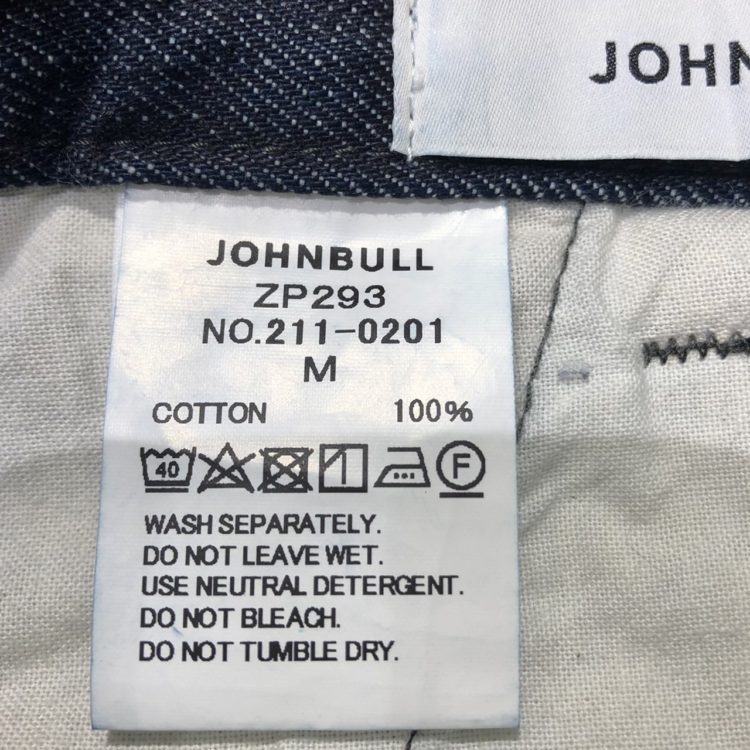 JOHN
JOHNBULL
ZP293
NO.211-0201
M
COTTON 100%
40 F
WASH SEPARATELY.
DO NOT LEAVE WET.
USE NEUTRAL DETERGENT.
DO NOT BLEACH.
DO NOT TUMBLE DRY.